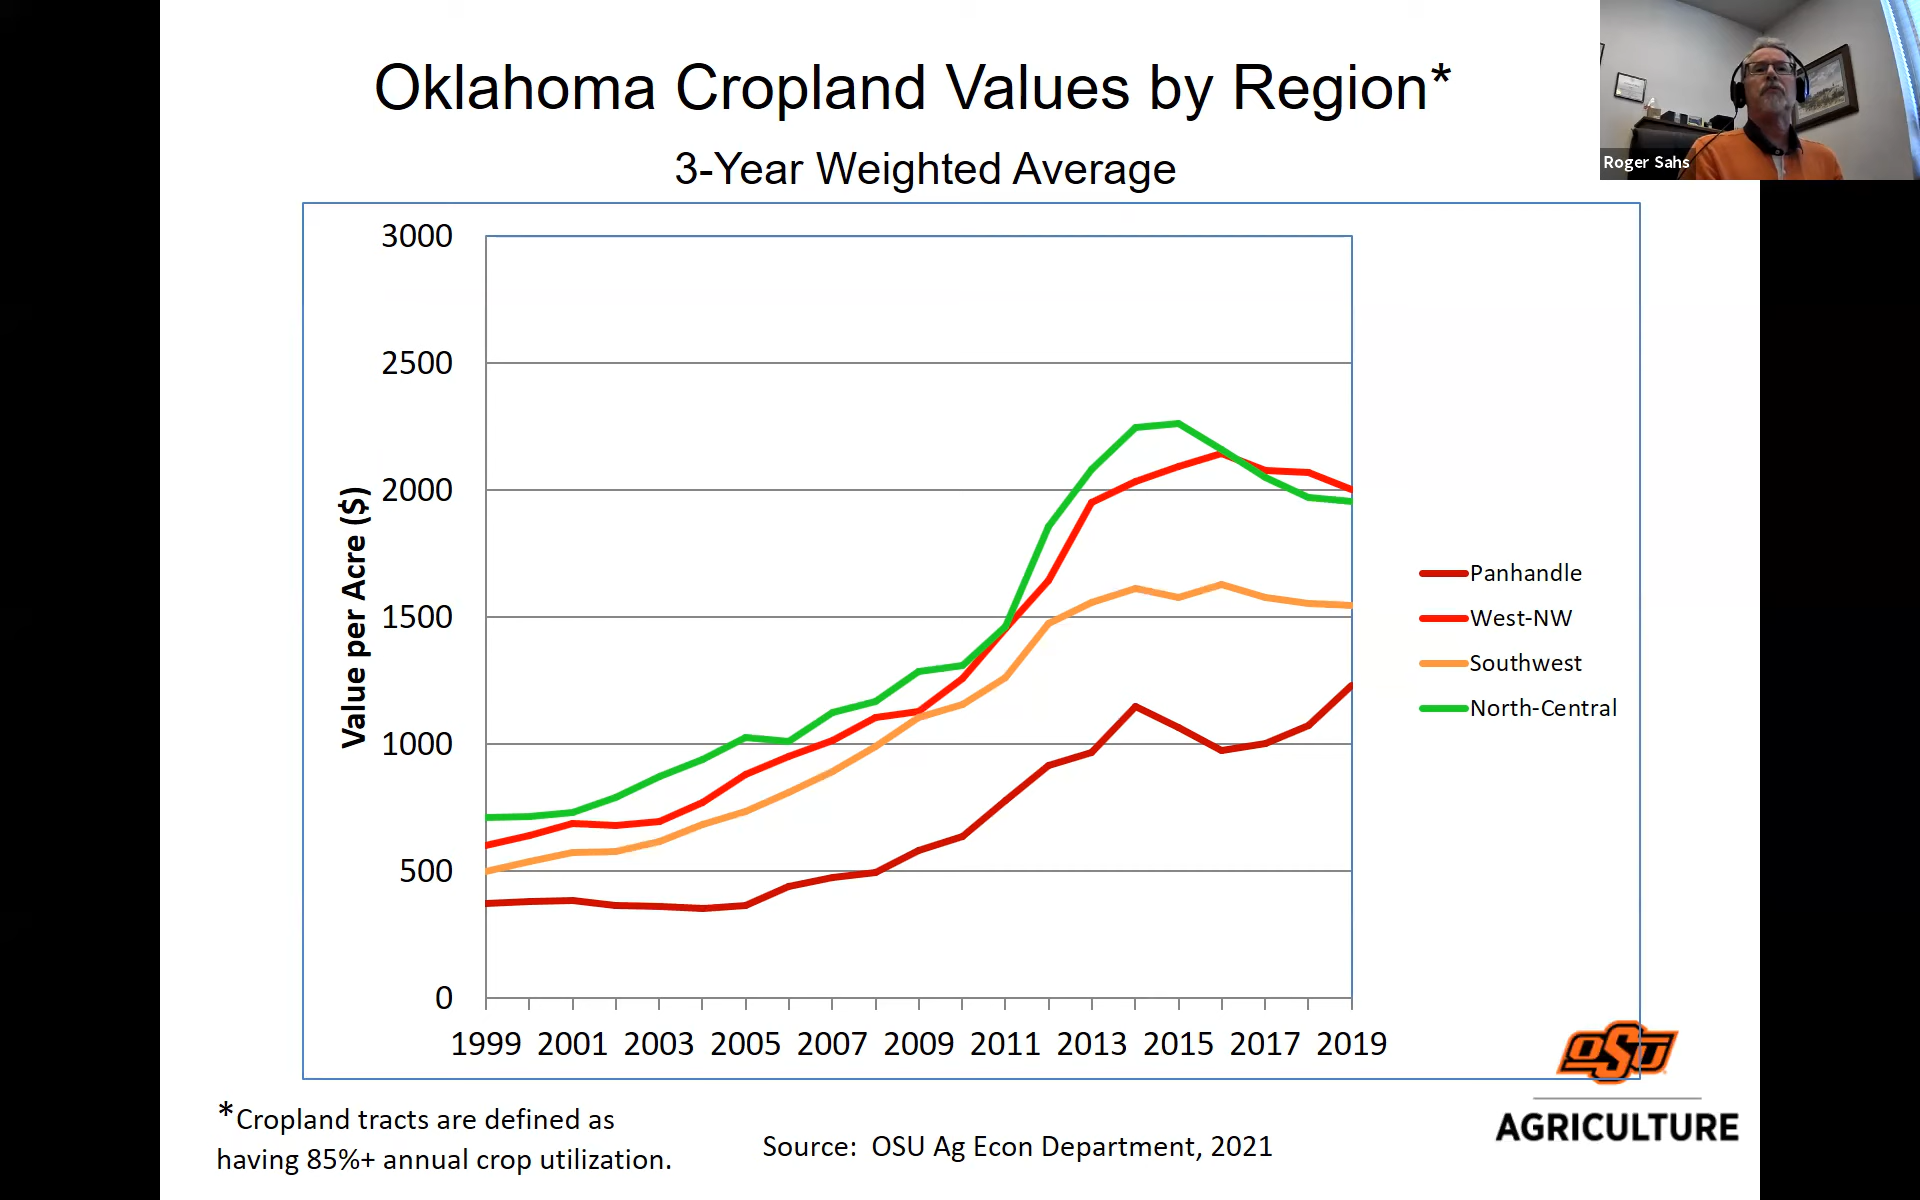 Oklahoma Cropland Values by Region*
3-Year Weighted Average
Roger Sahs
3000
2500
2000
1500
1000
500
0
Value per Acre ($)
1999 2001 2003 2005 2007 2009 2011 2013 2015 2017 2019
Panhandle
West-NW
Southwest
North-Central
*Cropland tracts are defined as
having 85%+ annual crop utilization.
Source: OSU Ag Econ Department, 2021
OSU
AGRICULTURE